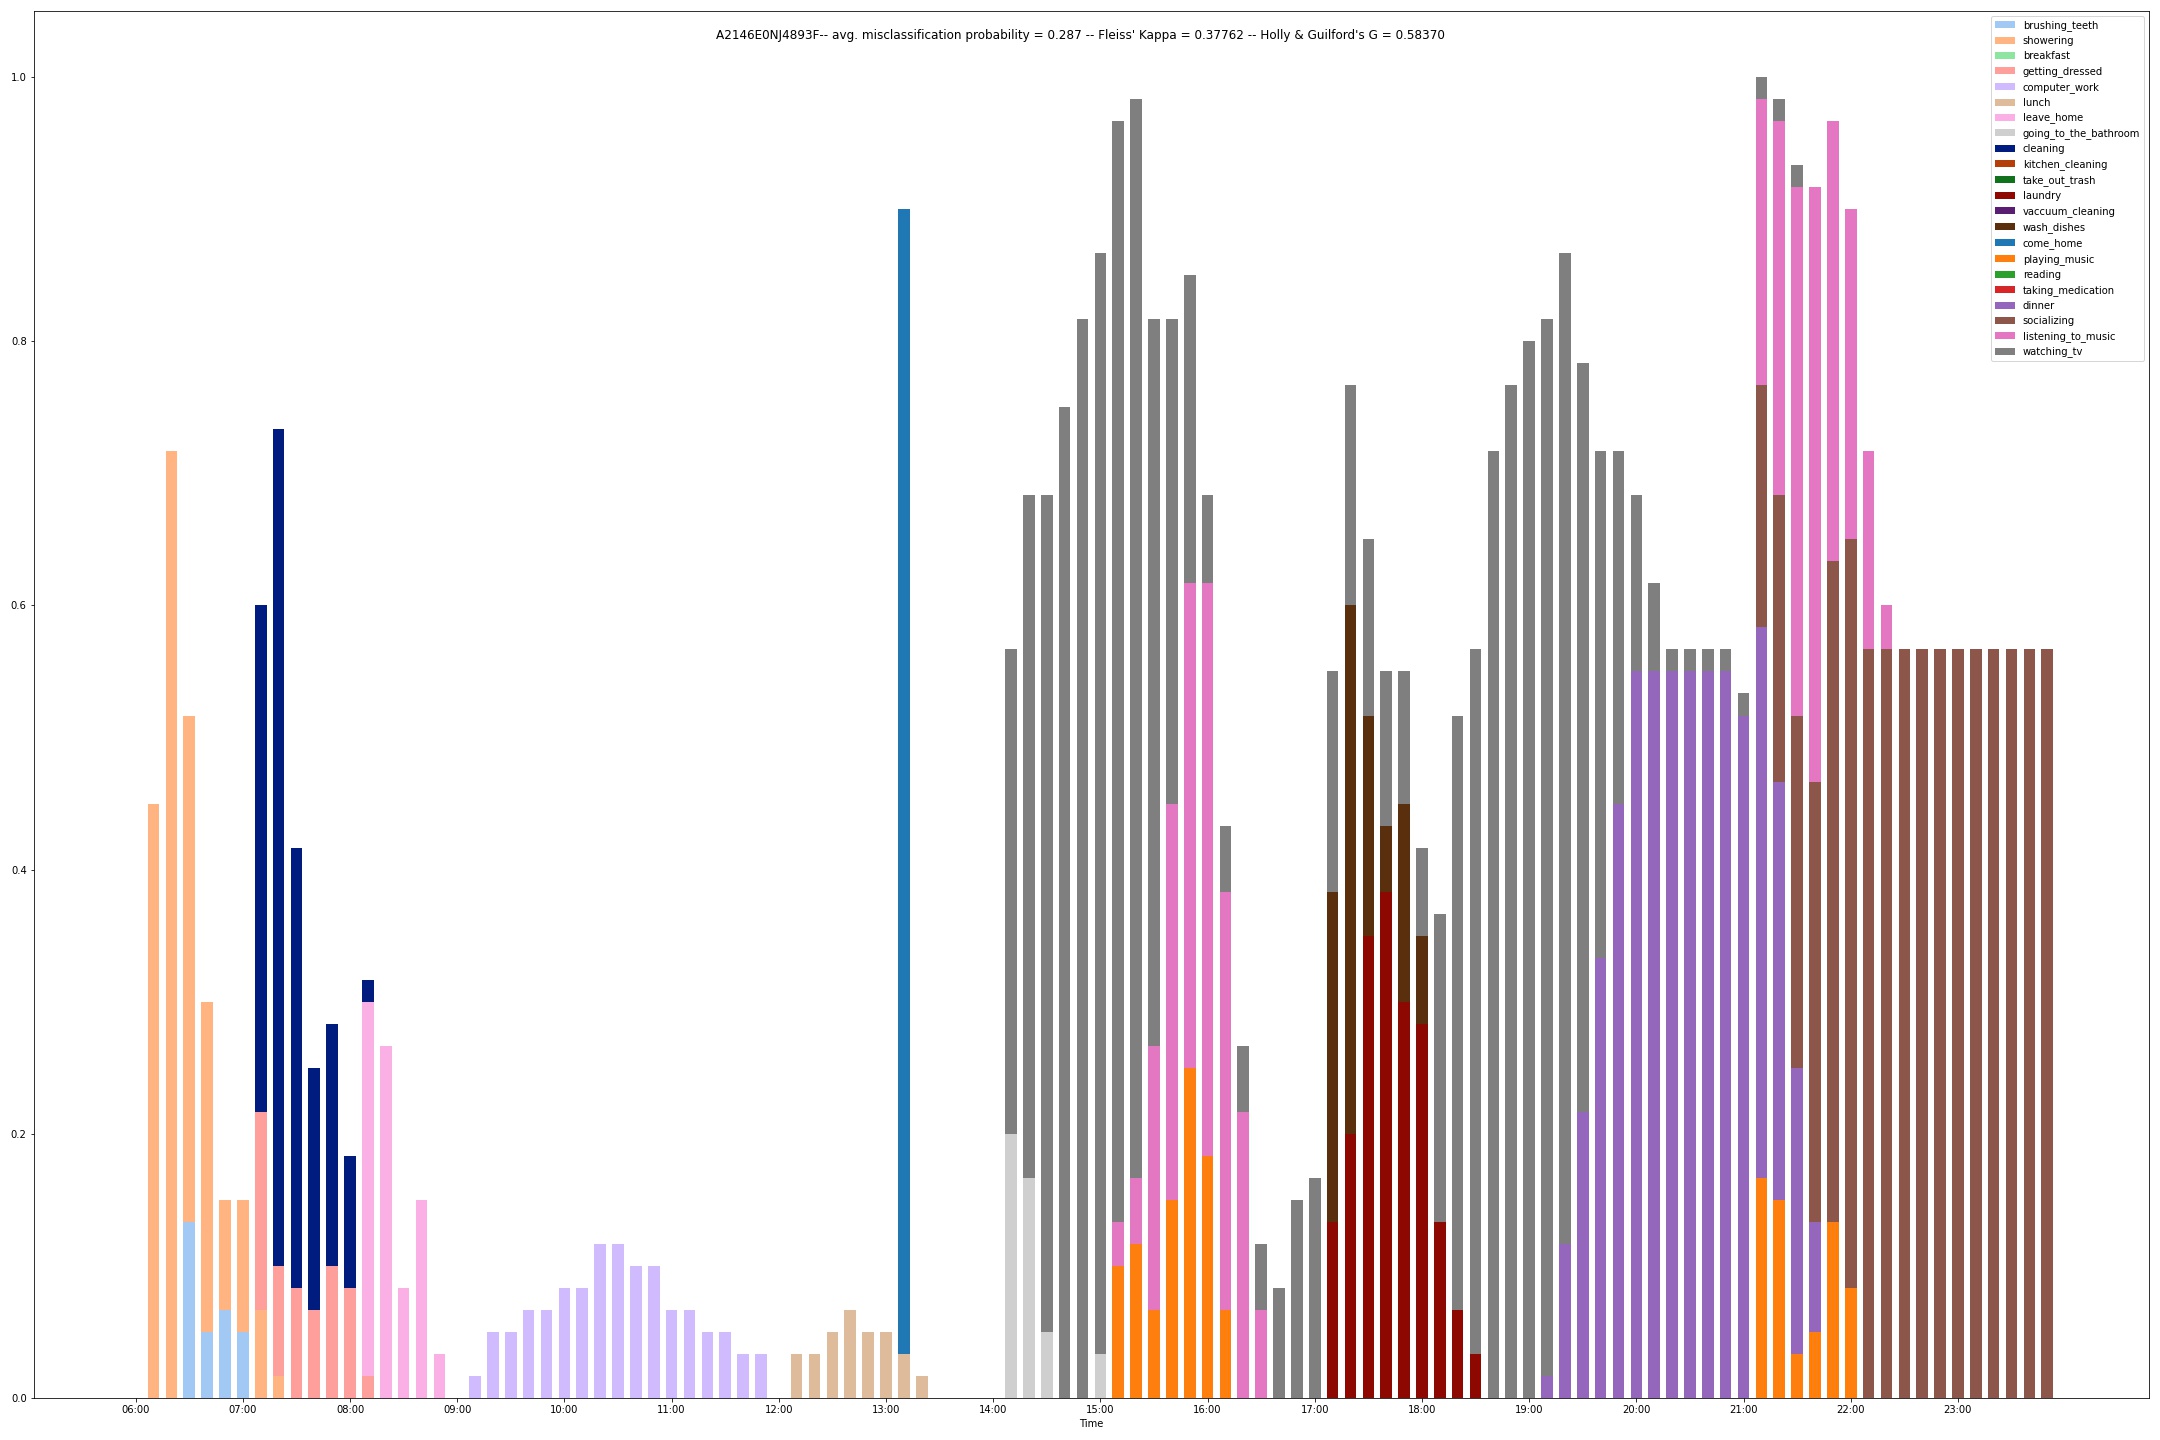 A2146E0NJ4893F-- avg. misclassification probability = 0.287 -- Fleiss' Kappa = 0.37762 -- Holly & Guilford's G = 0.58370
brushing_teeth
showering
breakfast
getting_dressed
computer_work
lunch
leave_home
going_to_the_bathroom
cleaning
kitchen_cleaning
take_out_trash
laundry
vaccuum_cleaning
wash_dishes
come_home
playing_music
reading
taking_medication
dinner
socializing
listening_to_music
watching_tv
1.0
0.8
0.6
0.4
0.2
0.0
06:00 07:00 08:00 09:00 10:00 11:00 12:00 13:00 14:00 15:00 16:00 17:00 18:00 19:00 20:00 21:00 22:00 23:00
Time